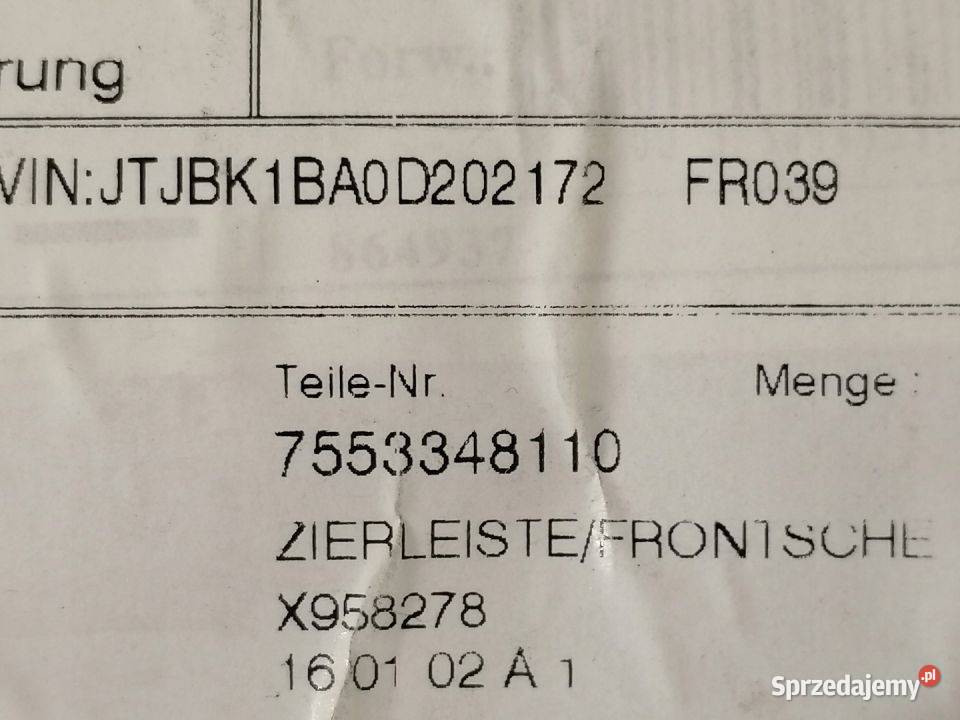 rung
VIN:JTJBK1BA0D202172 FR039
Teile-Nr. Menge :
7553348110
ZIERLEISTE/FRONTSCHE
X958278
16 01 02 A 1
Sprzedajemy.pl